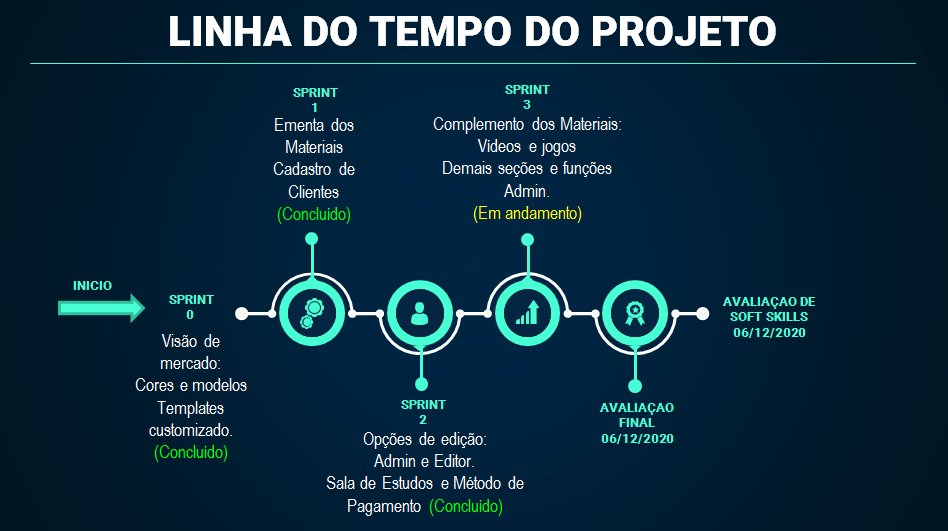 LINHA DO TEMPO DO PROJETO
INICIO
SPRINT
0
Visão de
mercado:
Cores e modelos
Templates
customizado.
(Concluido)
SPRINT
1
Ementa dos
Materiais
Cadastro de
Clientes
(Concluido)
SPRINT
2
Opções de edição:
Admin e Editor.
Sala de Estudos e Método de
Pagamento (Concluido)
SPRINT
3
Complemento dos Materiais:
Videos e jogos
Demais seções e funções
Admin.
(Em andamento)
AVALIAÇAO
FINAL
06/12/2020
AVALIAÇAO DE
SOFT SKILLS
06/12/2020